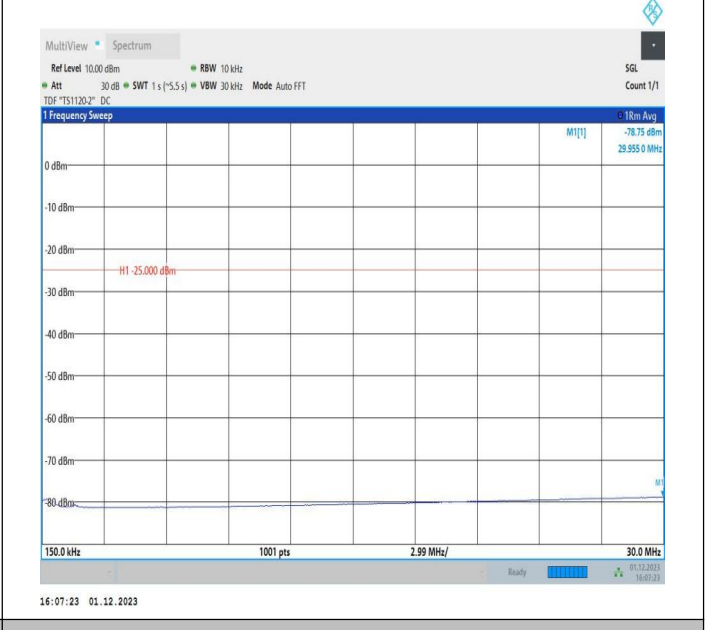 MultiView Spectrum
Ref Level 10.00 dBm RBW 10 kHz SGL
Att 30 dB SWT 1 s (~5.5 s) VBW 30 kHz Mode Auto FFT Count 1/1
TDF "TS1120-2" DC
1 Frequency Sweep 1Rm Avg
M1[1] -78.75 dBm
29.955 0 MHz
0 dBm
-10 dBm
-20 dBm
H1 -25.000 dBm
-30 dBm
-40 dBm
-50 dBm
-60 dBm
-70 dBm
M1
-80 dBm
150.0 kHz 1001 pts 2.99 MHz/ 30.0 MHz
Ready 01.12.2023
16:07:23
16:07:23 01.12.2023